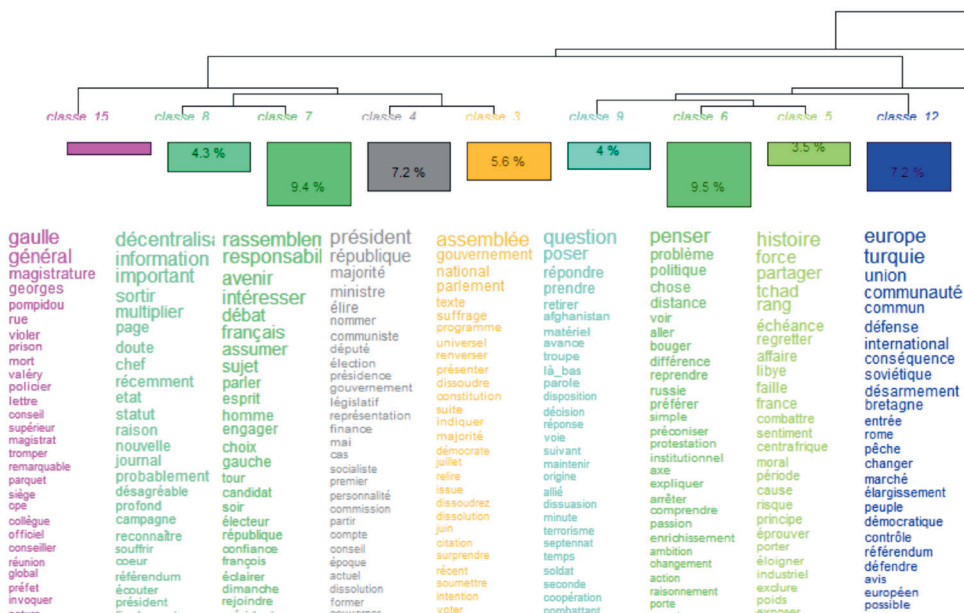 classe 15
classe 8
classe 7
classe 4
classe 3
classe 9
classe 6
classe 5
classe 12
4.3 %
9.4 %
7.2 %
5.6 %
4 %
9.5 %
3.5 %
7.2 %
gaulle
général
magistrature
georges
pompidou
rue
violer
prison
mort
valéry
policier
lettre
conseil
supérieur
magistrat
tromper
remarquable
parquet
siège
ope
collègue
officiel
conseiller
réunion
global
préfet
invoquer
décentralisa
information
important
sortir
multiplier
page
doute
chef
récemment
etat
statut
raison
nouvelle
journal
probablement
désagréable
profond
campagne
reconnaître
souffrir
coeur
référendum
écouter
président
rassemblen
responsabil
avenir
intéresser
débat
français
assumer
sujet
parler
esprit
homme
engager
choix
gauche
tour
candidat
soir
électeur
république
confiance
françois
éclairer
dimanche
rejoindre
président
république
majorité
ministre
élire
nommer
communiste
député
élection
présidence
gouvernement
législatif
représentation
finance
mai
cas
socialiste
premier
personnalité
commission
partir
compte
conseil
époque
actuel
dissolution
former
gouverner
assemblée
gouvernement
national
parlement
texte
suffrage
programme
universel
renverser
présenter
dissoudre
constitution
suite
indiquer
majorité
démocrate
juillet
relire
issue
dissoudrez
dissolution
juin
citation
surprendre
récent
soumettre
intention
voter
question
poser
répondre
prendre
retirer
afghanistan
matériel
avance
troupe
là_bas
parole
disposition
décision
réponse
voie
suivant
maintenir
origine
allié
dissuasion
minute
terrorisme
septennat
temps
soldat
seconde
coopération
combattant
penser
problème
politique
chose
distance
voir
aller
bouger
différence
reprendre
russie
préférer
simple
préconiser
protestation
institutionnel
axe
expliquer
arrêter
comprendre
passion
enrichissement
ambition
changement
action
raisonnement
porte
histoire
force
partager
tchad
rang
échéance
regretter
affaire
libye
faille
france
combattre
sentiment
centrafrique
moral
période
cause
risque
principe
éprouver
porter
éloigner
industriel
exclure
poids
exposer
europe
turquie
union
communauté
commun
défense
international
conséquence
soviétique
désarmement
bretagne
entrée
rome
pêche
changer
marché
élargissement
peuple
démocratique
contrôle
référendum
défendre
avis
européen
possible